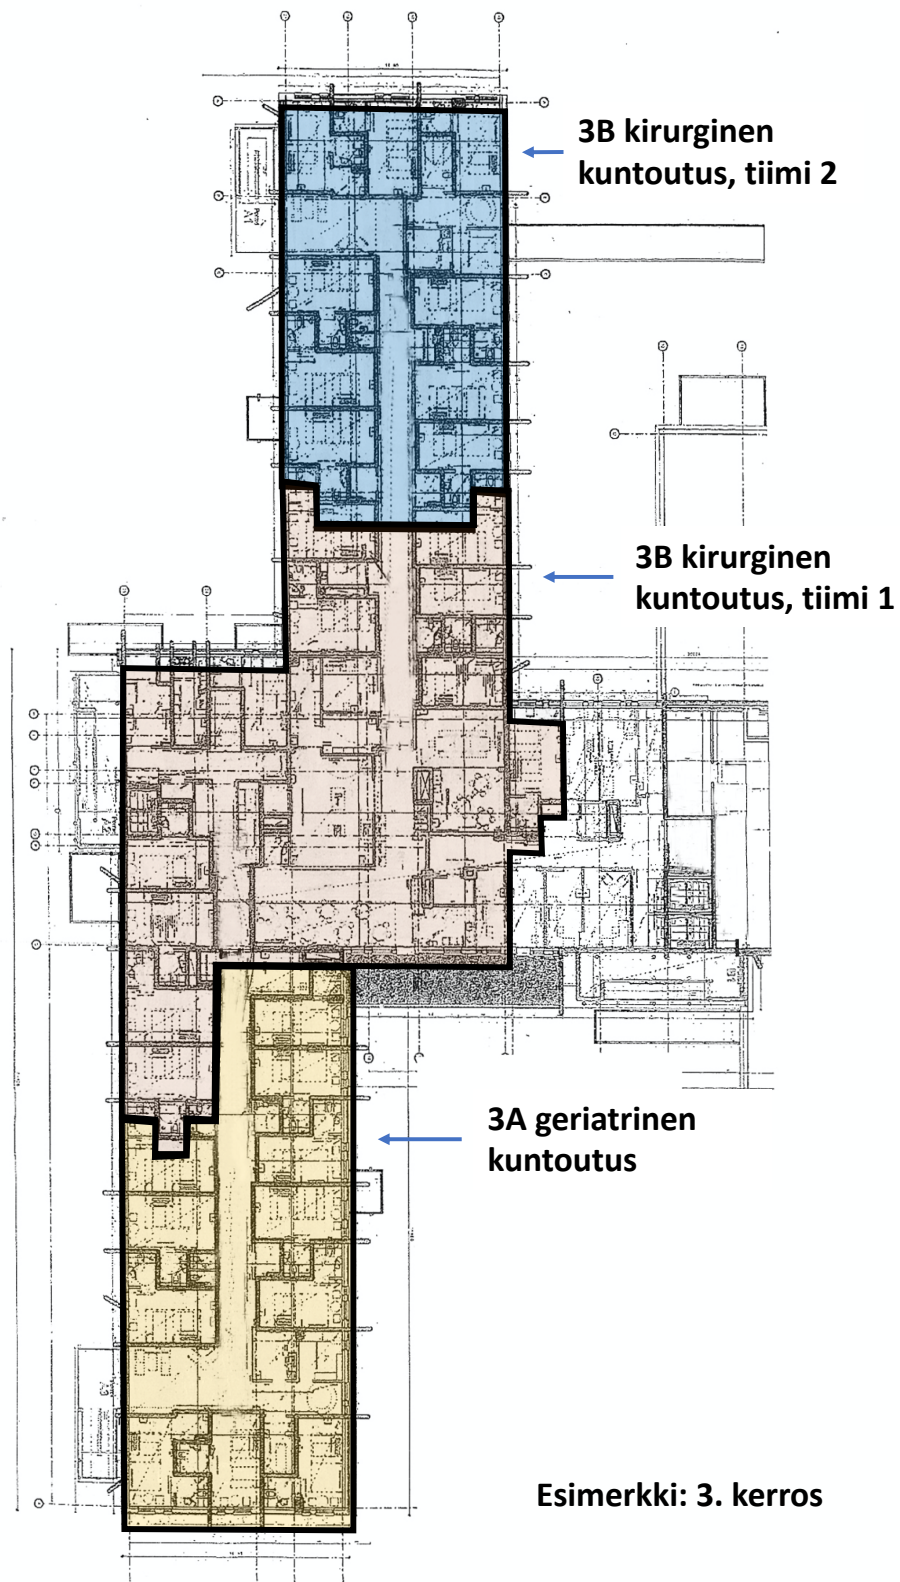 3B kirurginen
kuntoutus, tiimi 2
3B kirurginen
kuntoutus, tiimi 1
3A geriatrinen
kuntoutus
Esimerkki: 3. kerros